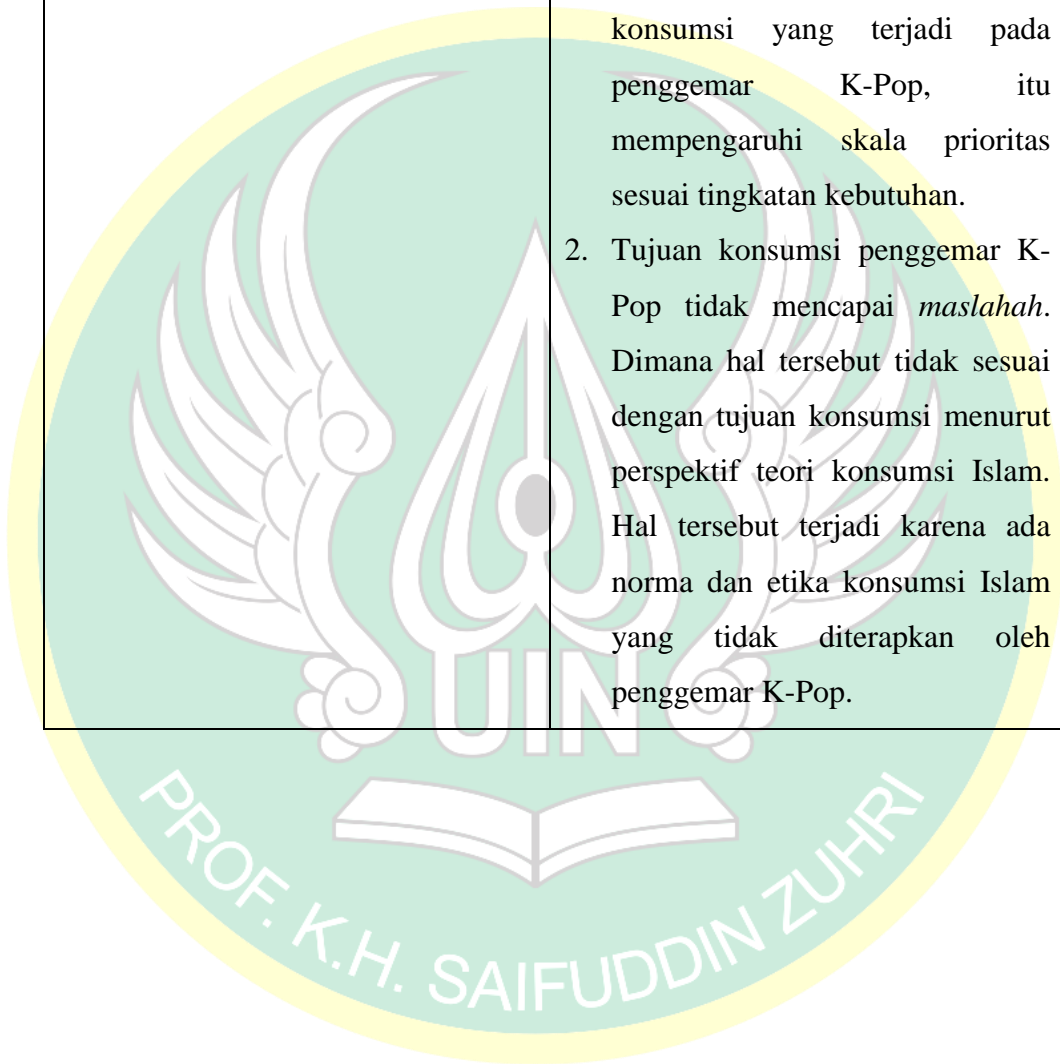 konsumsi yang terjadi pada
penggemar K-Pop, itu
mempengaruhi skala prioritas
sesuai tingkatan kebutuhan.
2. Tujuan konsumsi penggemar K-
Pop tidak mencapai maslahah.
Dimana hal tersebut tidak sesuai
dengan tujuan konsumsi menurut
perspektif teori konsumsi Islam.
Hal tersebut terjadi karena ada
norma dan etika konsumsi Islam
yang tidak diterapkan oleh
penggemar K-Pop.
UIN
PROF. K.H. SAIFUDDIN ZUHRI